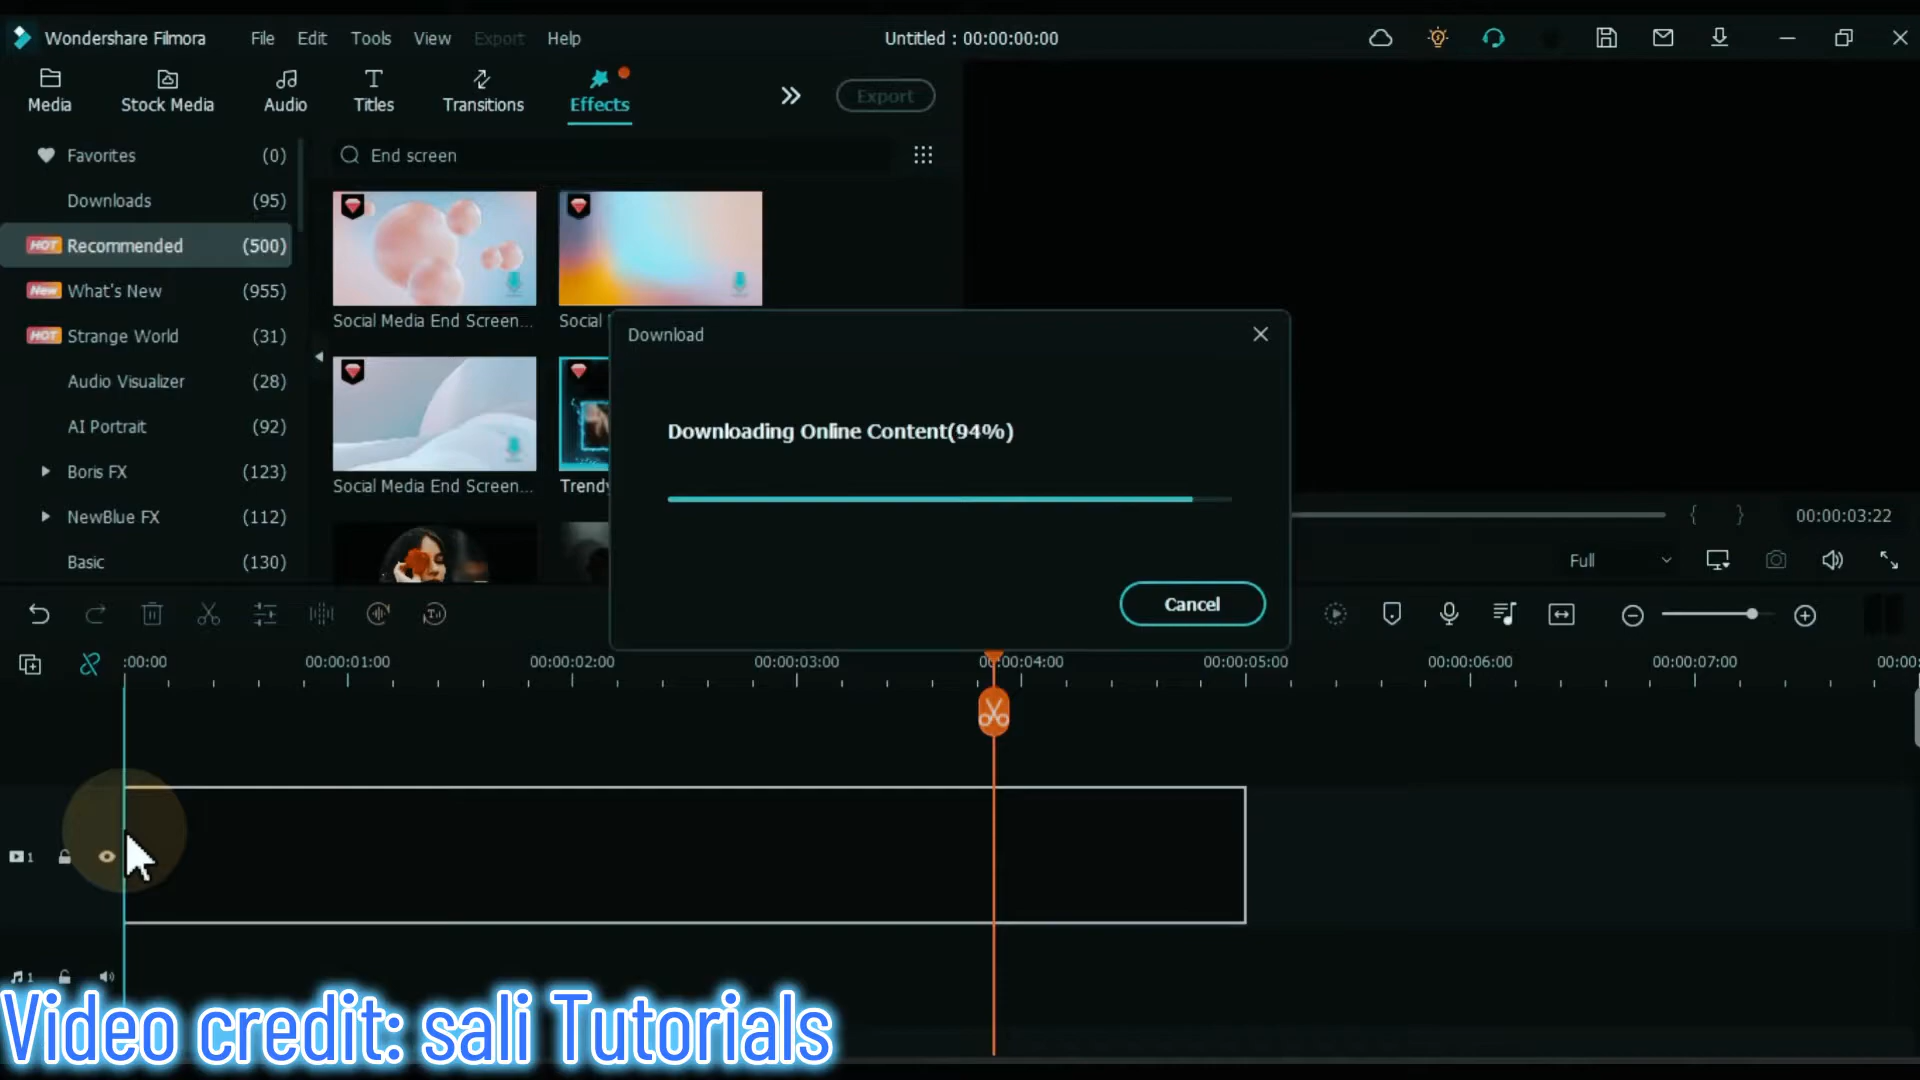 Wondershare Filmora
File Edit Tools View Export Help
Untitled : 00:00:00:00
Media Stock Media Audio Titles Transitions Effects
Export
Favorites (0)
Downloads (95)
HOT Recommended (500)
New What's New (955)
HOT Strange World (31)
Audio Visualizer (28)
AI Portrait (92)
Boris FX (123)
NewBlue FX (112)
Basic (130)
End screen
Social Media End Screen...
Social
Social Media End Screen...
Trendy
Download
Downloading Online Content(94%)
Cancel
{ } 00:00:03:22
Full
:00:00 00:00:01:00 00:00:02:00 00:00:03:00 00:00:04:00 00:00:05:00 00:00:06:00 00:00:07:00 00:00:
1
1
Video credit: sali Tutorials